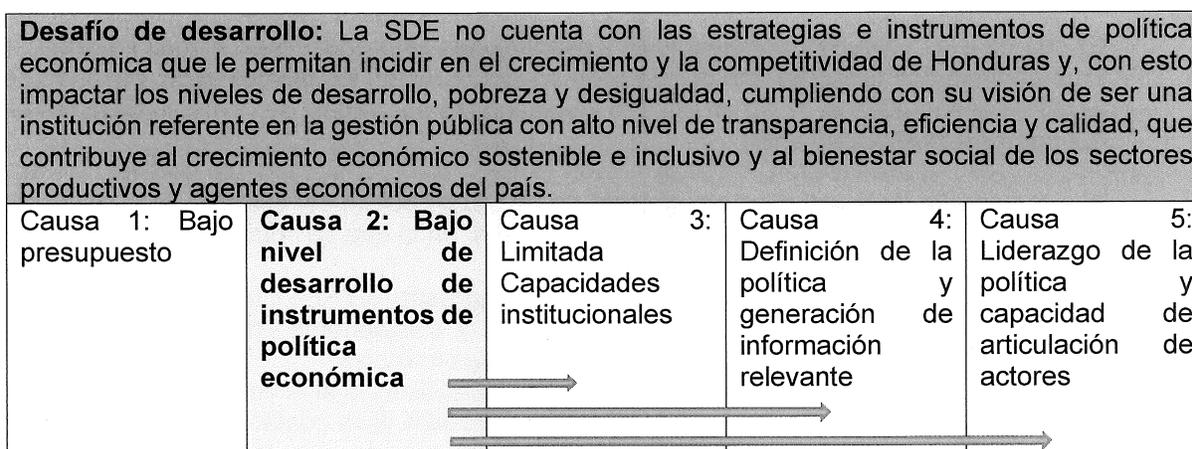 Desafío de desarrollo: La SDE no cuenta con las estrategias e instrumentos de política
económica que le permitan incidir en el crecimiento y la competitividad de Honduras y, con esto
impactar los niveles de desarrollo, pobreza y desigualdad, cumpliendo con su visión de ser una
institución referente en la gestión pública con alto nivel de transparencia, eficiencia y calidad, que
contribuye al crecimiento económico sostenible e inclusivo y al bienestar social de los sectores
productivos y agentes económicos del país.
Causa 1: Bajo
presupuesto
Causa 2: Bajo
nivel de
desarrollo de
instrumentos de
política
económica
Causa 3:
Limitada
Capacidades
institucionales
Causa 4:
Definición de la
política y
generación de
información
relevante
Causa 5:
Liderazgo de la
política y
capacidad de
articulación de
actores